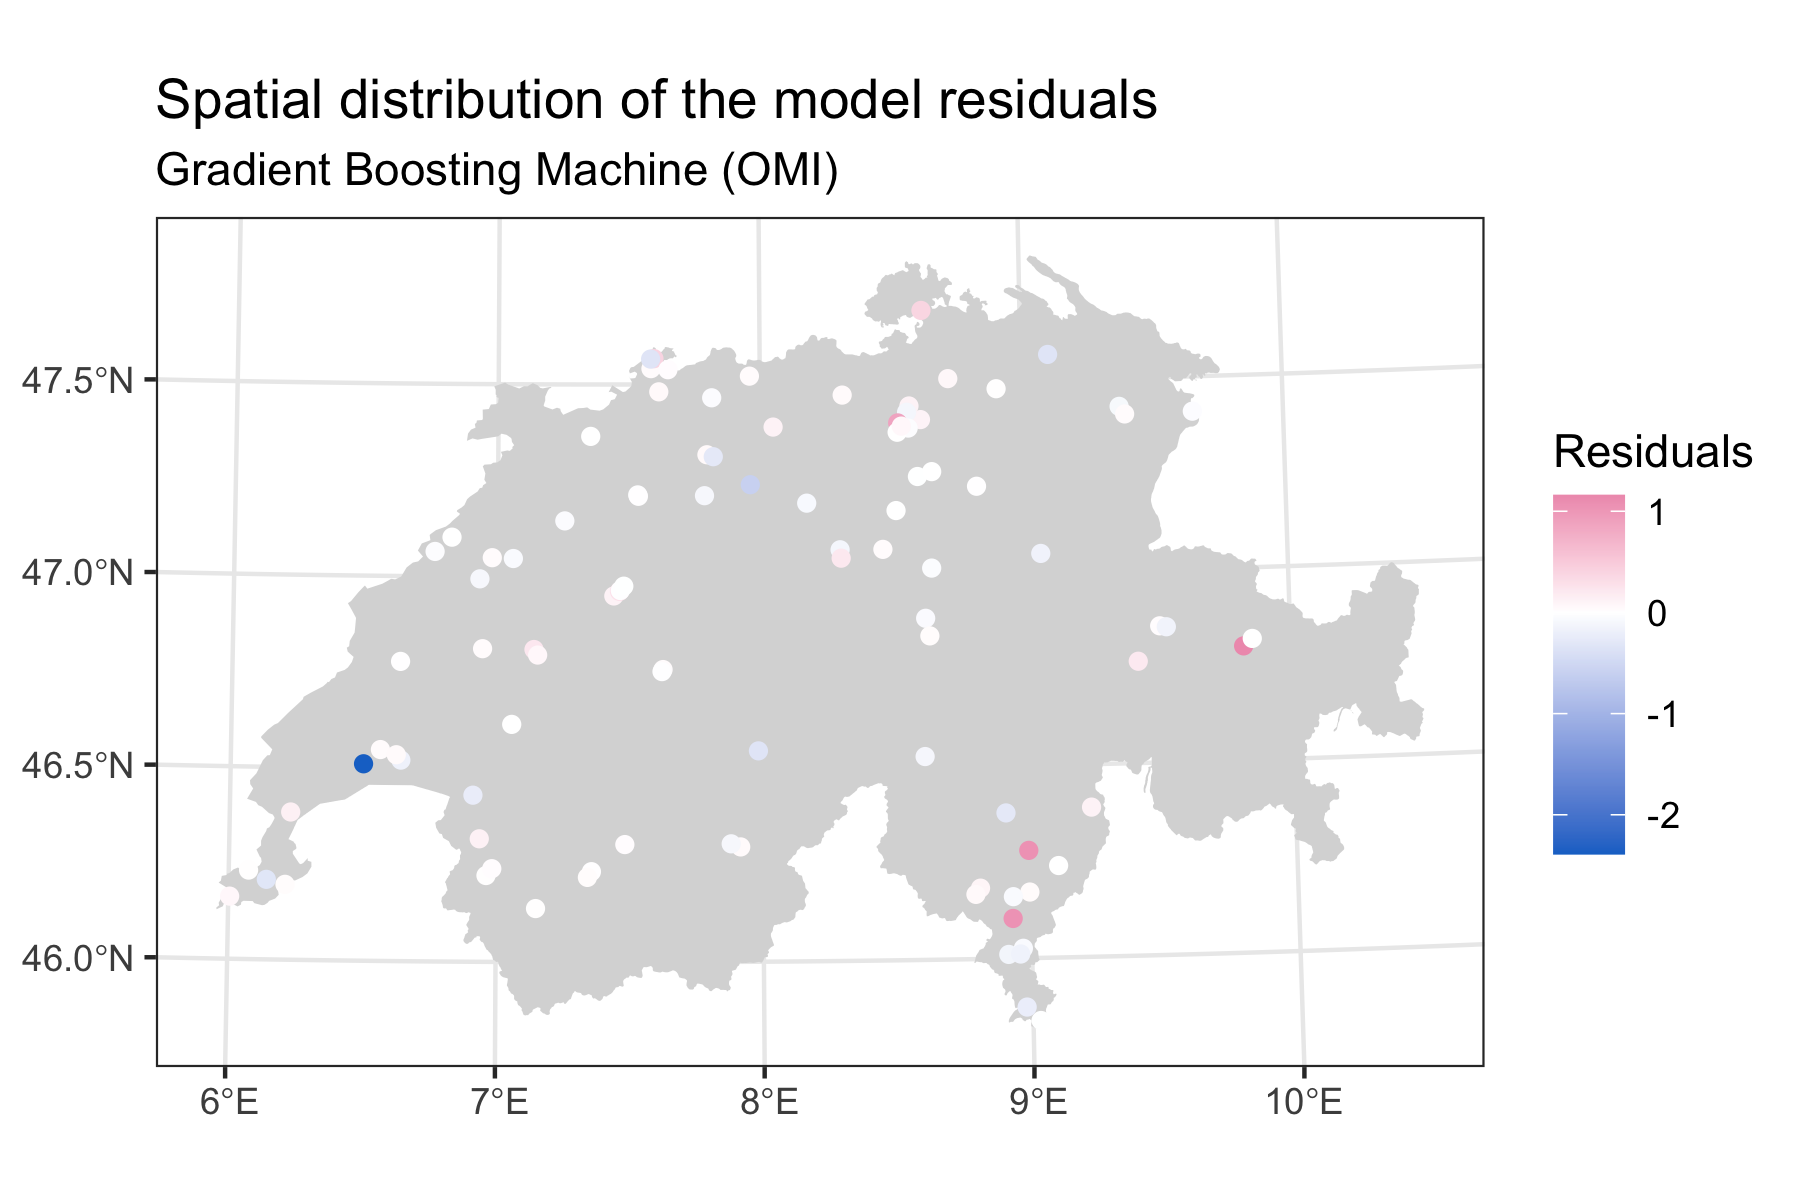 Spatial distribution of the model residuals
Gradient Boosting Machine (OMI)
47.5°N
47.0°N
46.5°N
46.0°N
6°E
7°E
8°E
9°E
10°E
Residuals
1
0
-1
-2